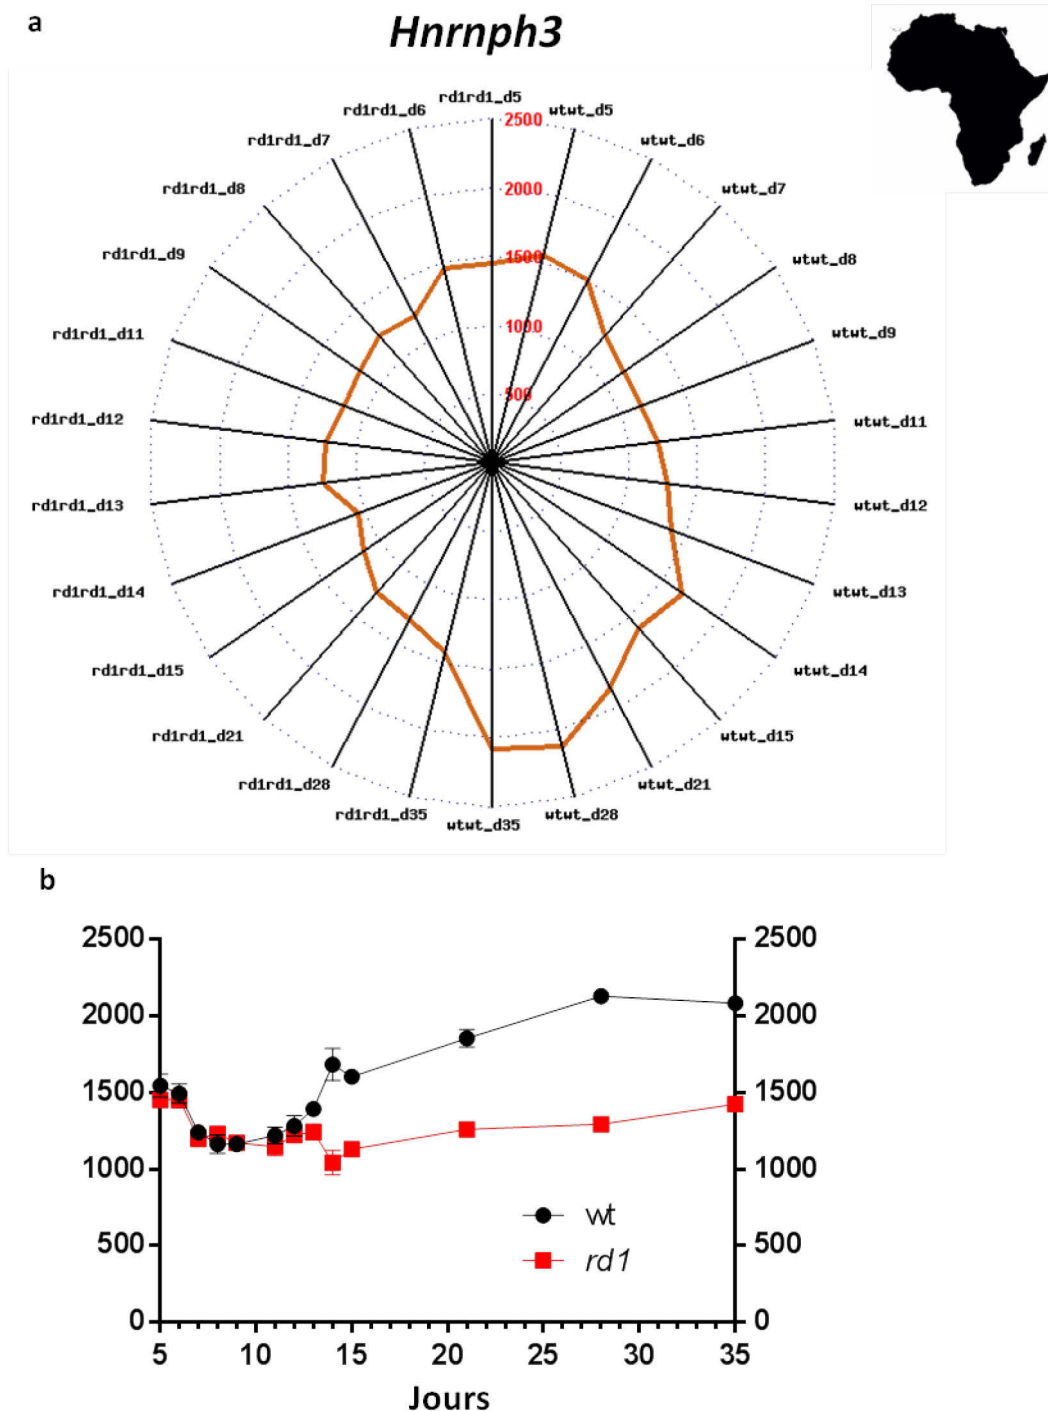 a
Hnrnph3
rd1rd1_d5
rd1rd1_d6
wtwt_d5
2500
rd1rd1_d7
wtwt_d6
rd1rd1_d8
wtwt_d7
2000
rd1rd1_d9
wtwt_d8
1500
rd1rd1_d11
wtwt_d9
1000
500
rd1rd1_d12
wtwt_d11
rd1rd1_d13
wtwt_d12
rd1rd1_d14
wtwt_d13
rd1rd1_d15
wtwt_d14
rd1rd1_d21
wtwt_d15
rd1rd1_d28
wtwt_d21
rd1rd1_d35
wtwt_d35
wtwt_d28
b
2500 2500
2000 2000
1500 1500
1000 1000
wt
500 500
rd1
0 0
5 10 15 20 25 30 35
Jours